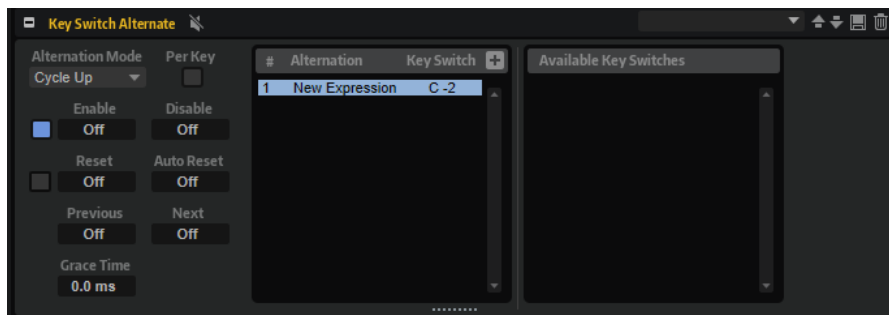 Key Switch Alternate
Alternation Mode Per Key
Cycle Up
Enable Disable
Off Off
Reset Auto Reset
Off Off
Previous Next
Off Off
Grace Time
0.0 ms
# Alternation Key Switch +
1 New Expression C -2
Available Key Switches